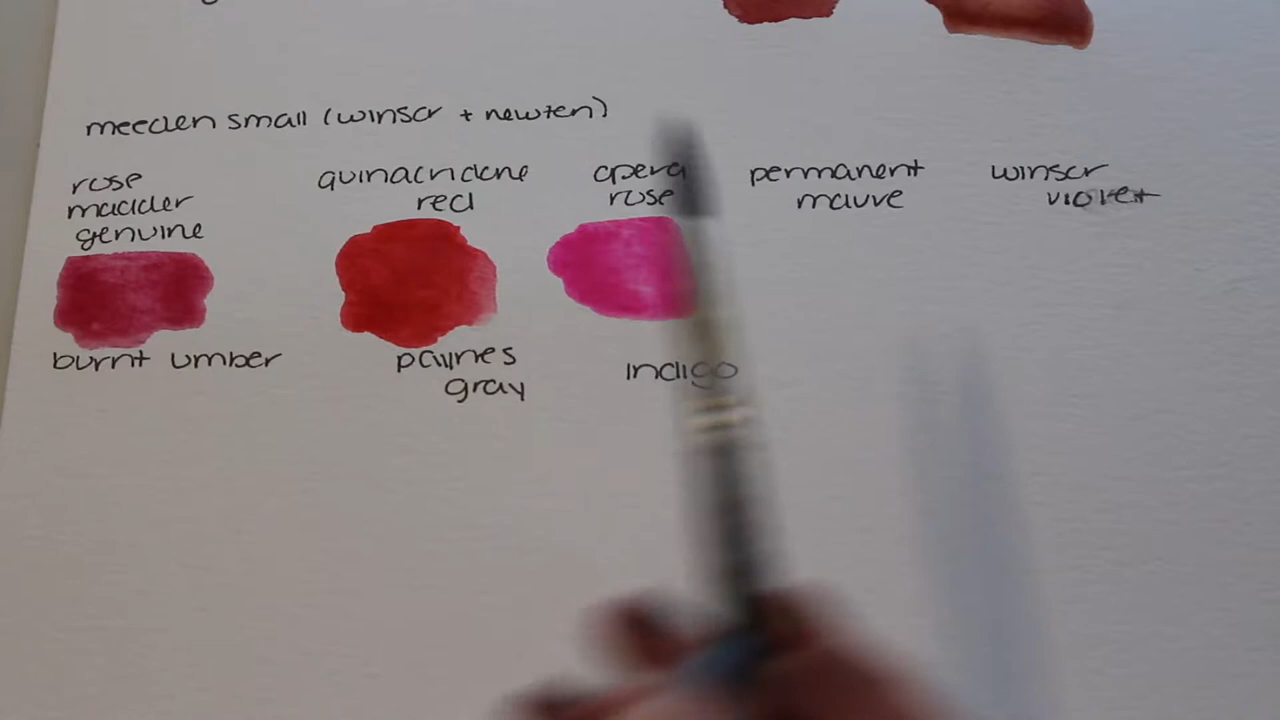 meeden small (winsor + newton)
rose madder genuine
quinacridone red
opera rose
permanent mauve
winsor violet
burnt umber
paynes gray
indigo